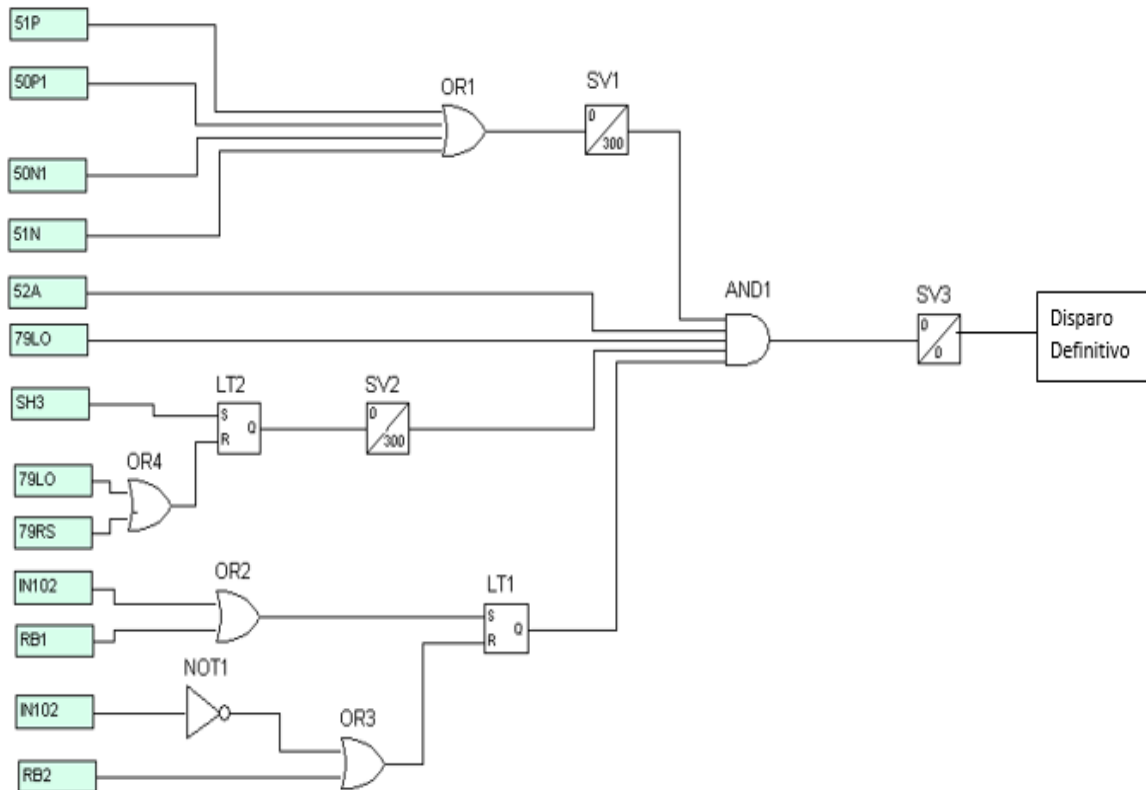 51P
50P1
50N1
51N
52A
79LO
SH3
79LO
79RS
IN102
RB1
IN102
RB2
OR1
SV1
0
300
AND1
SV3
0
0
Disparo
Definitivo
LT2
S
R
Q
SV2
0
300
OR4
OR2
LT1
S
R
Q
NOT1
OR3